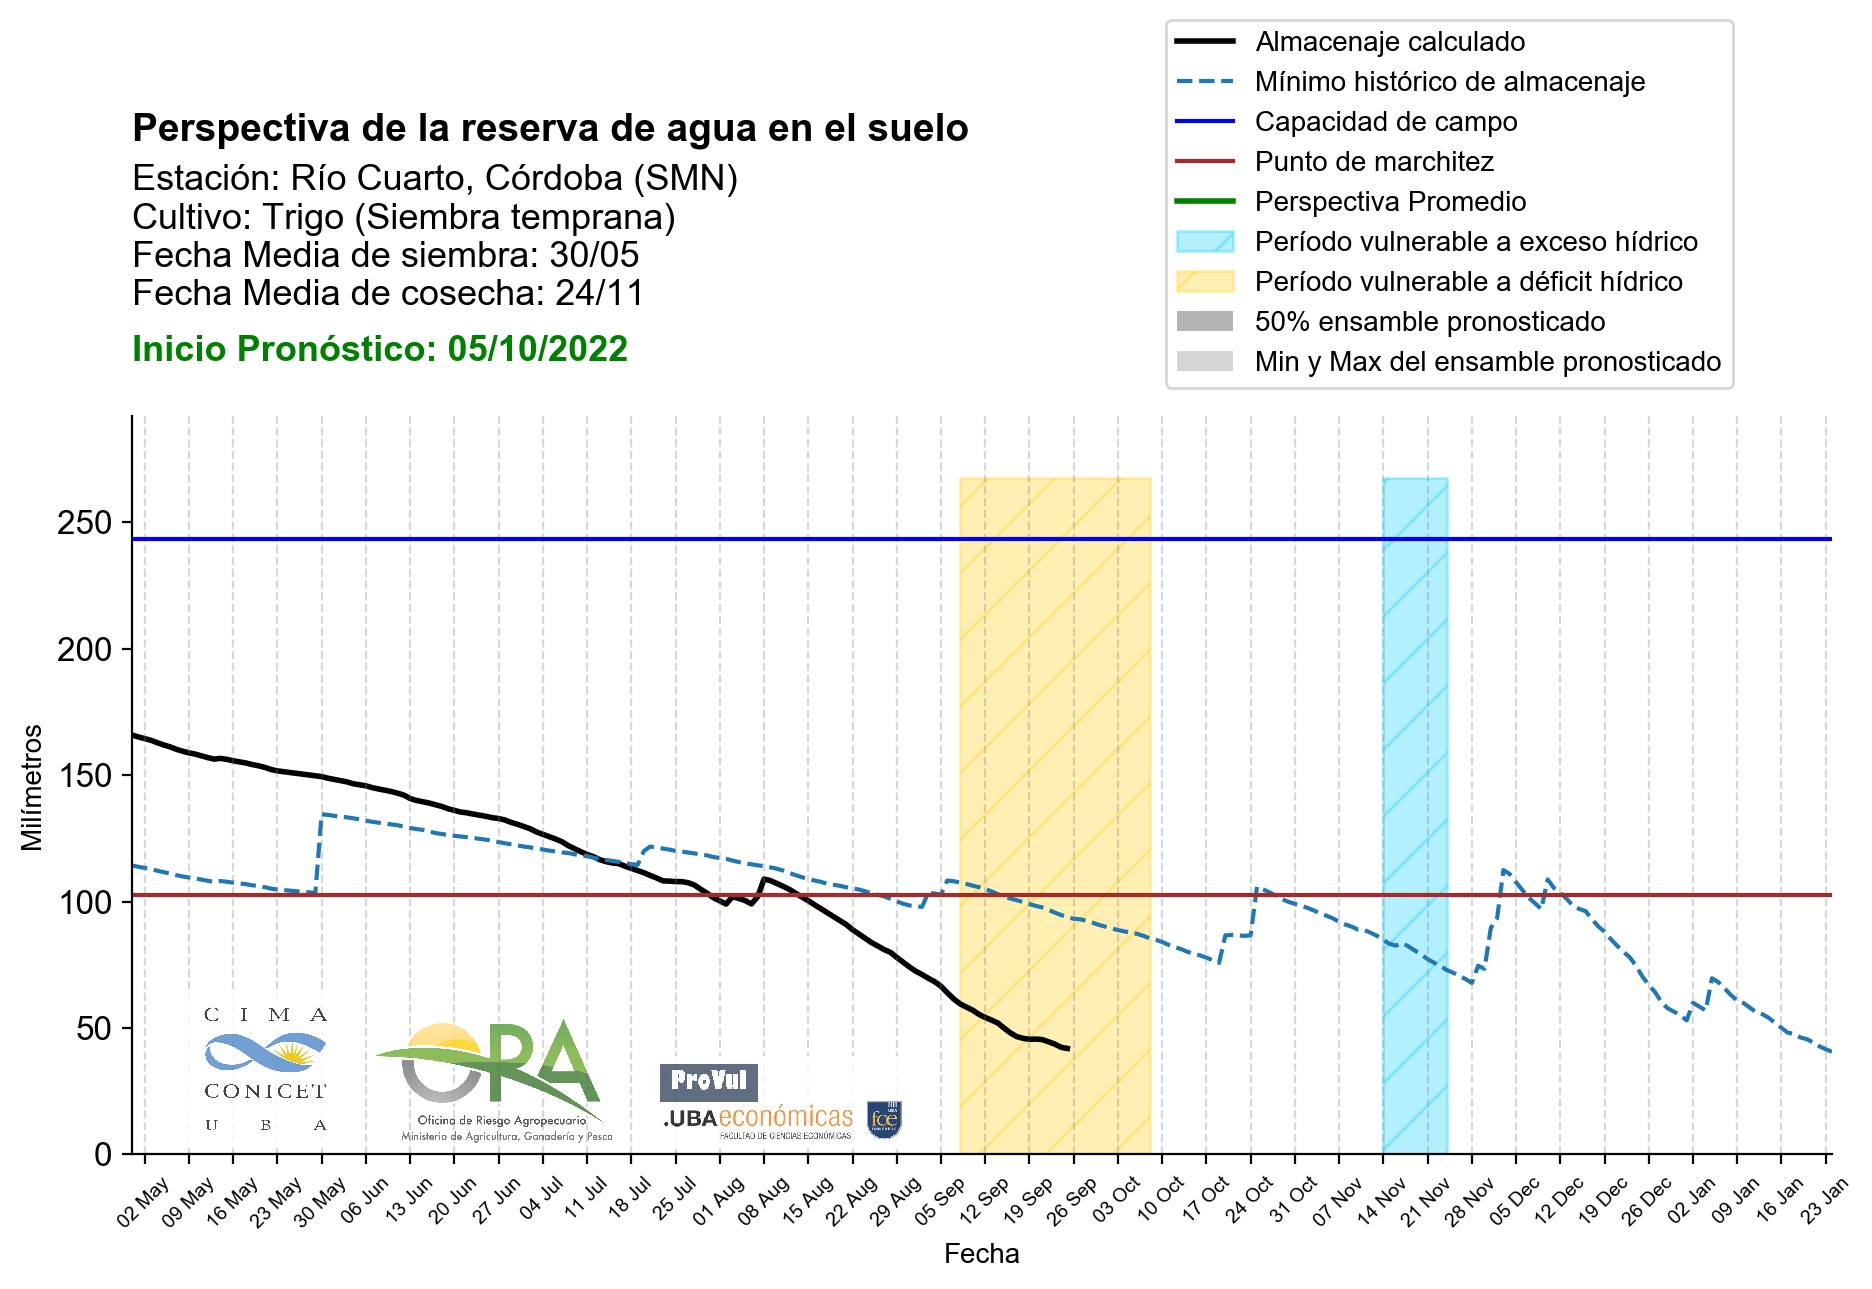 Almacenaje calculado
Mínimo histórico de almacenaje
Capacidad de campo
Punto de marchitez
Perspectiva Promedio
Período vulnerable a exceso hídrico
Período vulnerable a déficit hídrico
50% ensamble pronosticado
Min y Max del ensamble pronosticado
Perspectiva de la reserva de agua en el suelo
Estación: Río Cuarto, Córdoba (SMN)
Cultivo: Trigo (Siembra temprana)
Fecha Media de siembra: 30/05
Fecha Media de cosecha: 24/11
Inicio Pronóstico: 05/10/2022
Milímetros
250
200
150
100
50
0
CIMA
CONICET
UBA
ORA
Oficina de Riesgo Agropecuario
Ministerio de Agricultura, Ganadería y Pesca
ProVul
.UBAeconómicas
FACULTAD DE CIENCIAS ECONÓMICAS
fce
02 May
09 May
16 May
23 May
30 May
06 Jun
13 Jun
20 Jun
27 Jun
04 Jul
11 Jul
18 Jul
25 Jul
01 Aug
08 Aug
15 Aug
22 Aug
29 Aug
05 Sep
12 Sep
19 Sep
26 Sep
03 Oct
10 Oct
17 Oct
24 Oct
31 Oct
07 Nov
14 Nov
21 Nov
28 Nov
05 Dec
12 Dec
19 Dec
26 Dec
02 Jan
09 Jan
16 Jan
23 Jan
Fecha